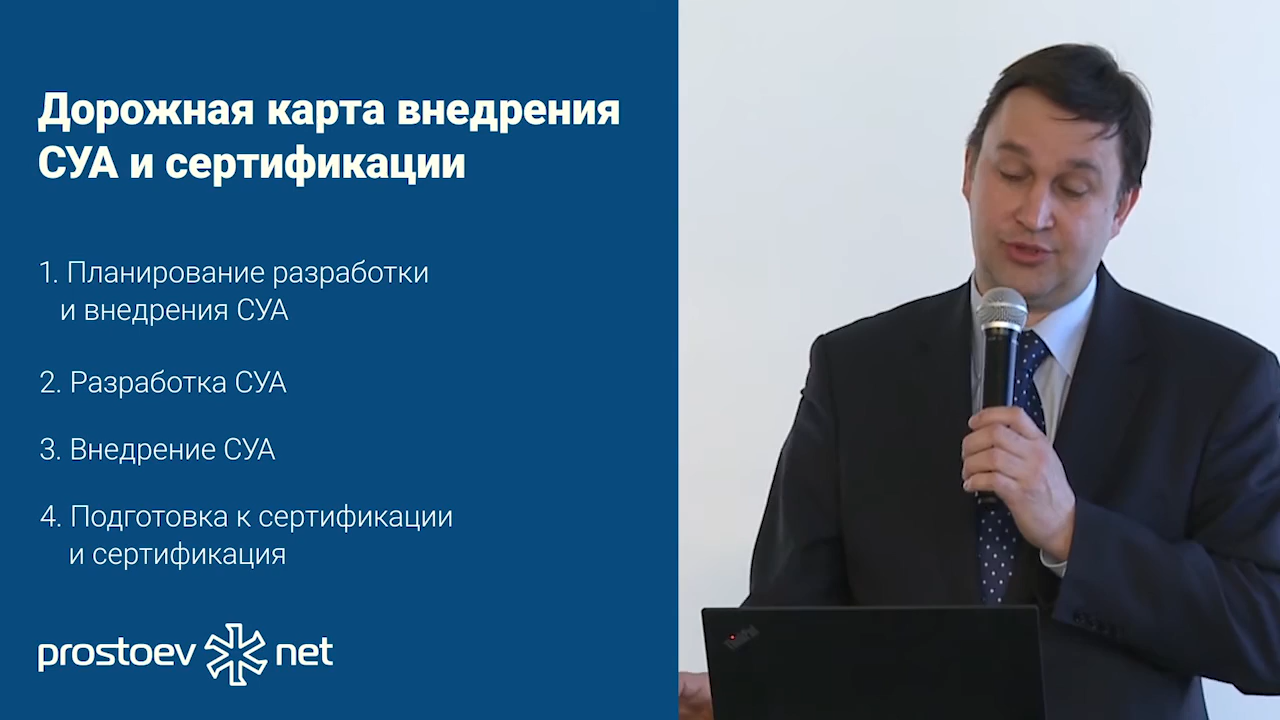 Дорожная карта внедрения
СУА и сертификации
1. Планирование разработки
и внедрения СУА
2. Разработка СУА
3. Внедрение СУА
4. Подготовка к сертификации
и сертификация
prostoev net